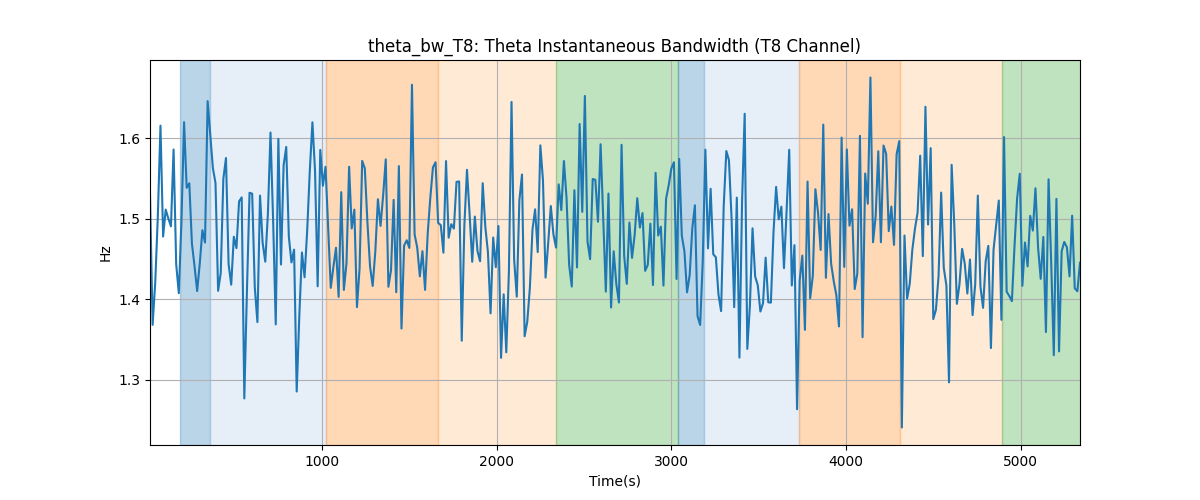 theta_bw_T8: Theta Instantaneous Bandwidth (T8 Channel)
1.6
1.5
1.4
1.3
Hz
1000 2000 3000 4000 5000
Time(s)